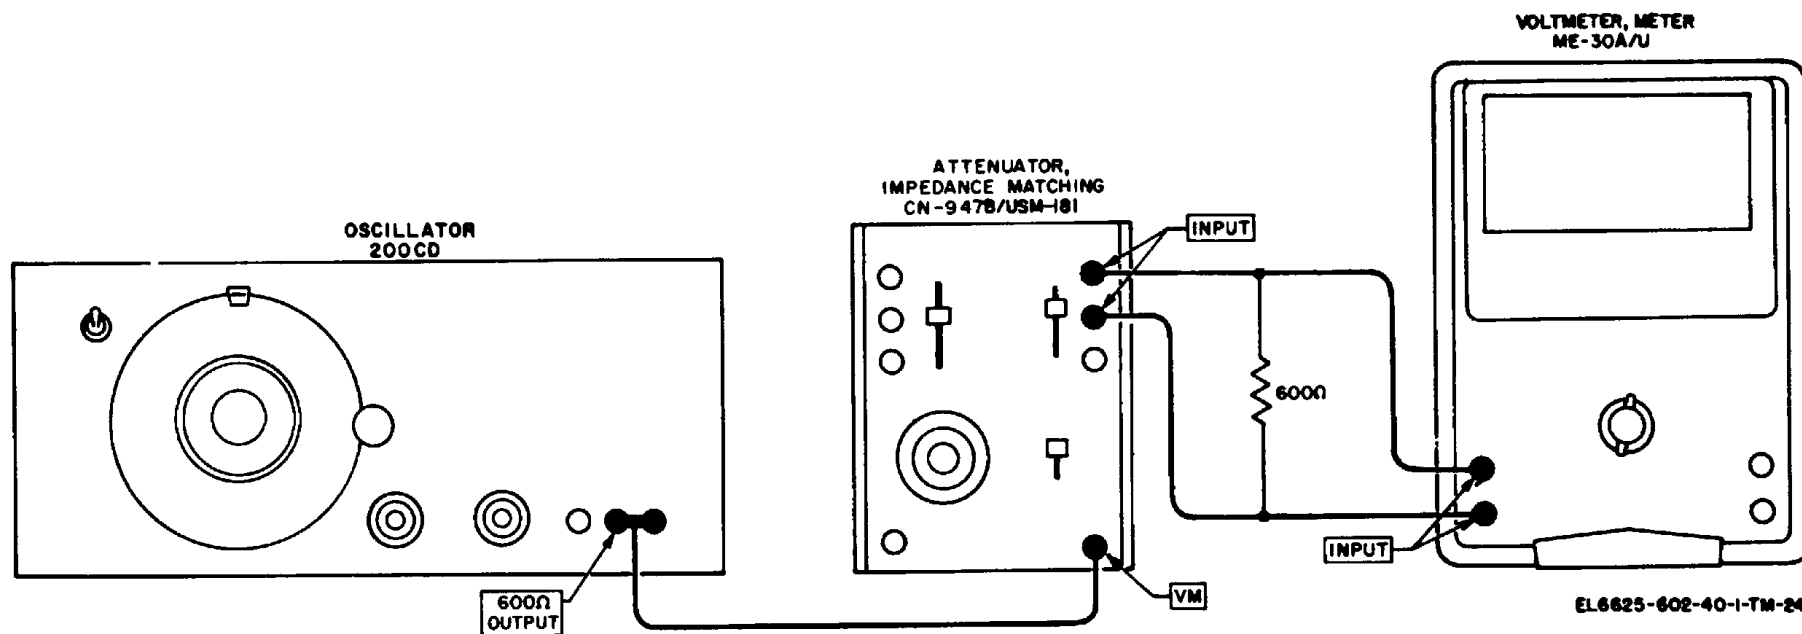 VOLTMETER, METER
ME-30A/U
ATTENUATOR,
IMPEDANCE MATCHING
CN-947B/USM-181
OSCILLATOR
200CD
INPUT
600Ω
INPUT
600Ω
OUTPUT
VM
EL6625-602-40-1-TM-24